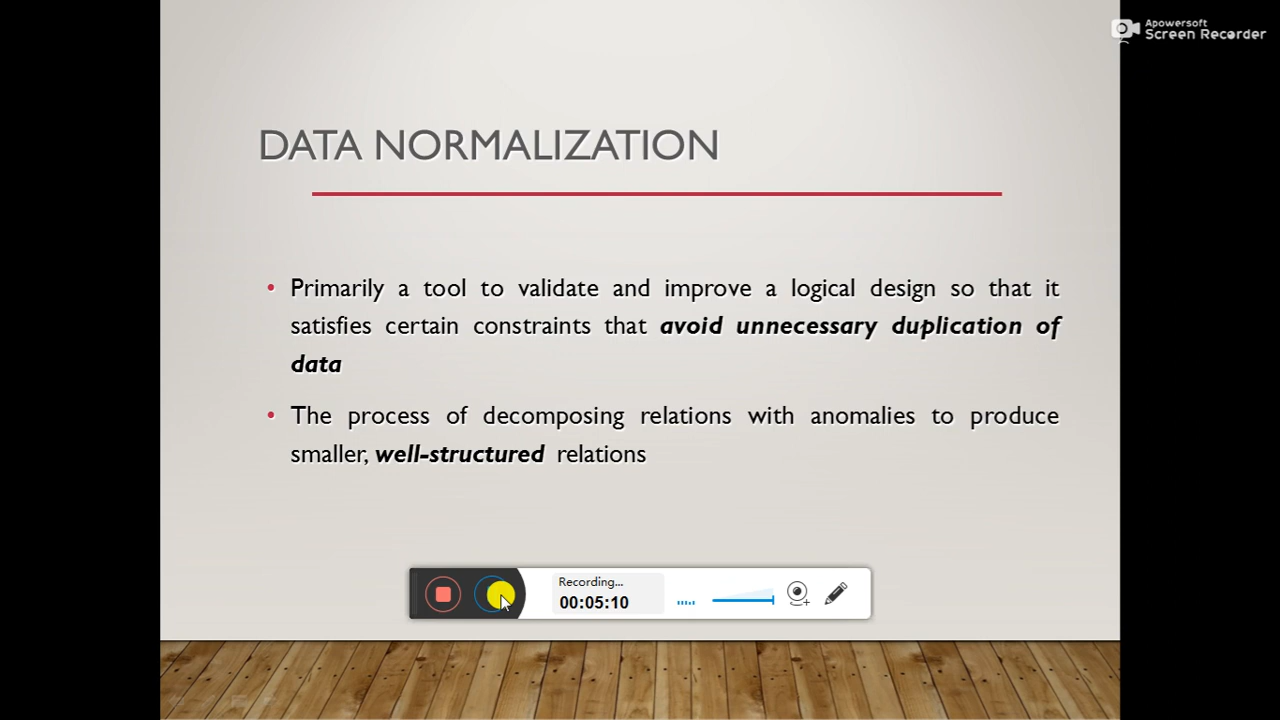 Apowersoft
Screen Recorder
DATA NORMALIZATION
• Primarily a tool to validate and improve a logical design so that it
satisfies certain constraints that avoid unnecessary duplication of
data
• The process of decomposing relations with anomalies to produce
smaller, well-structured relations
Recording...
00:05:10